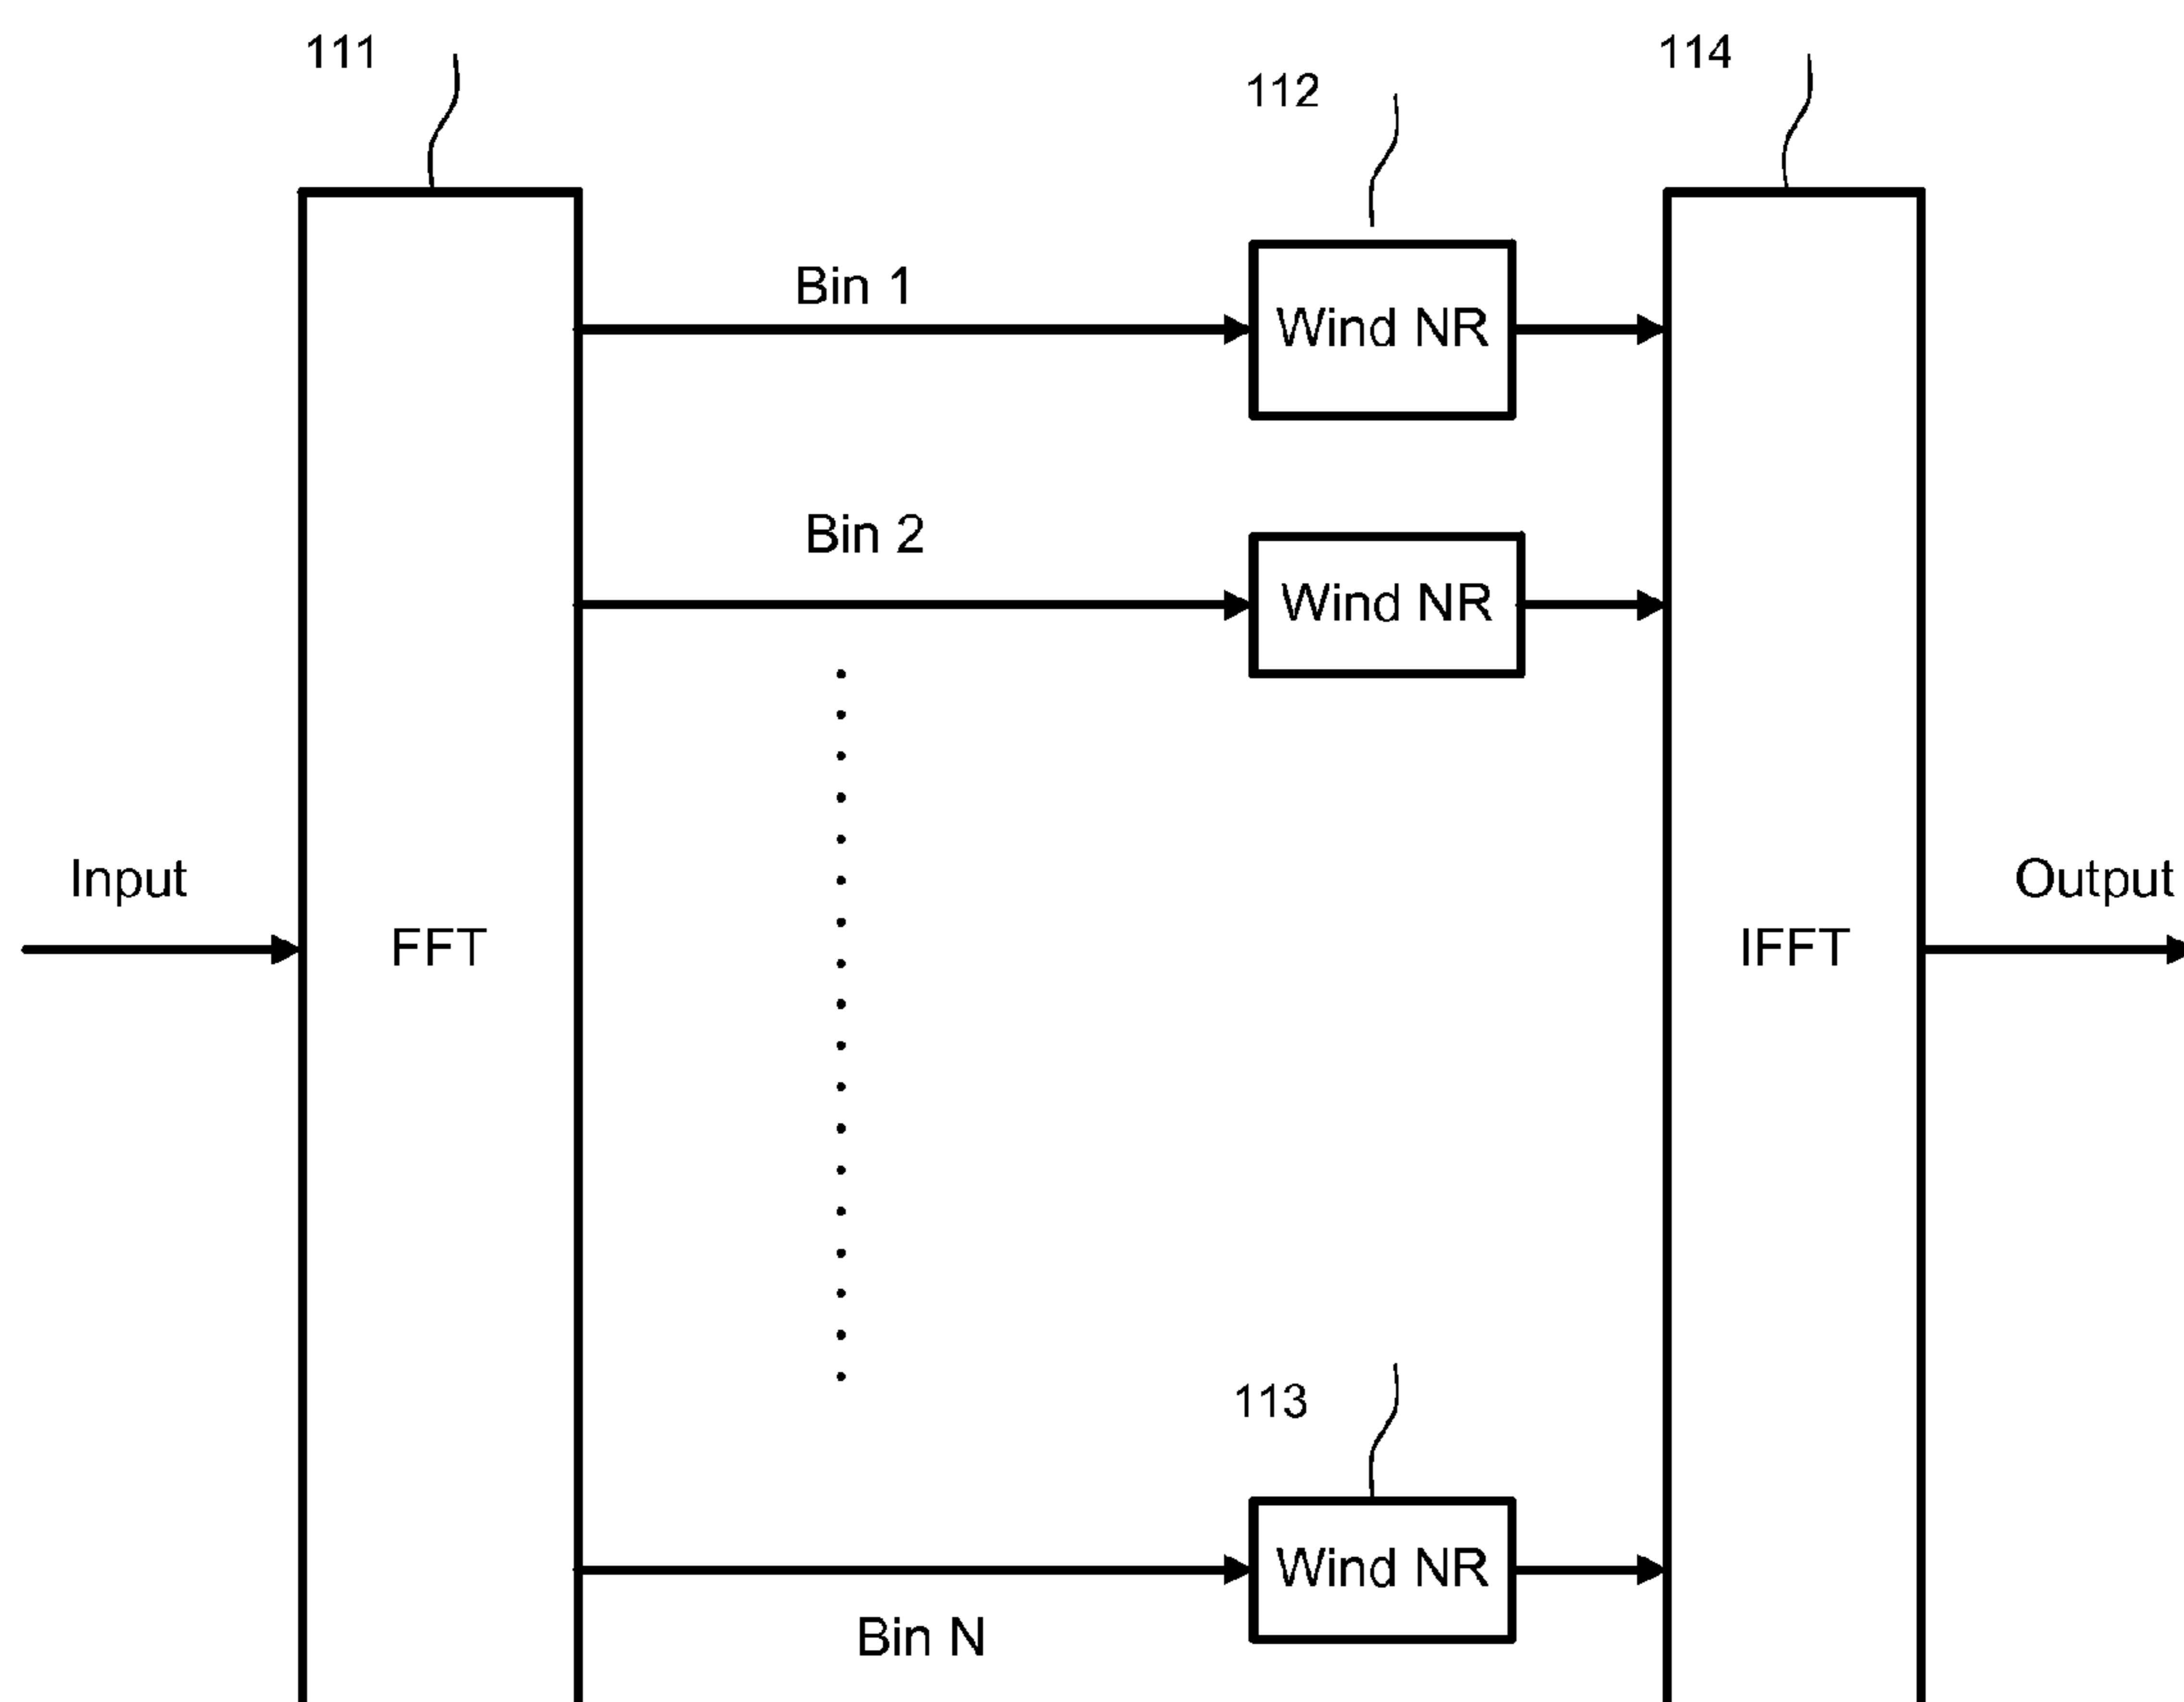 111
114
112
Bin 1
Wind NR
Bin 2
Wind NR
Input
Output
FFT
IFFT
113
Wind NR
Bin N